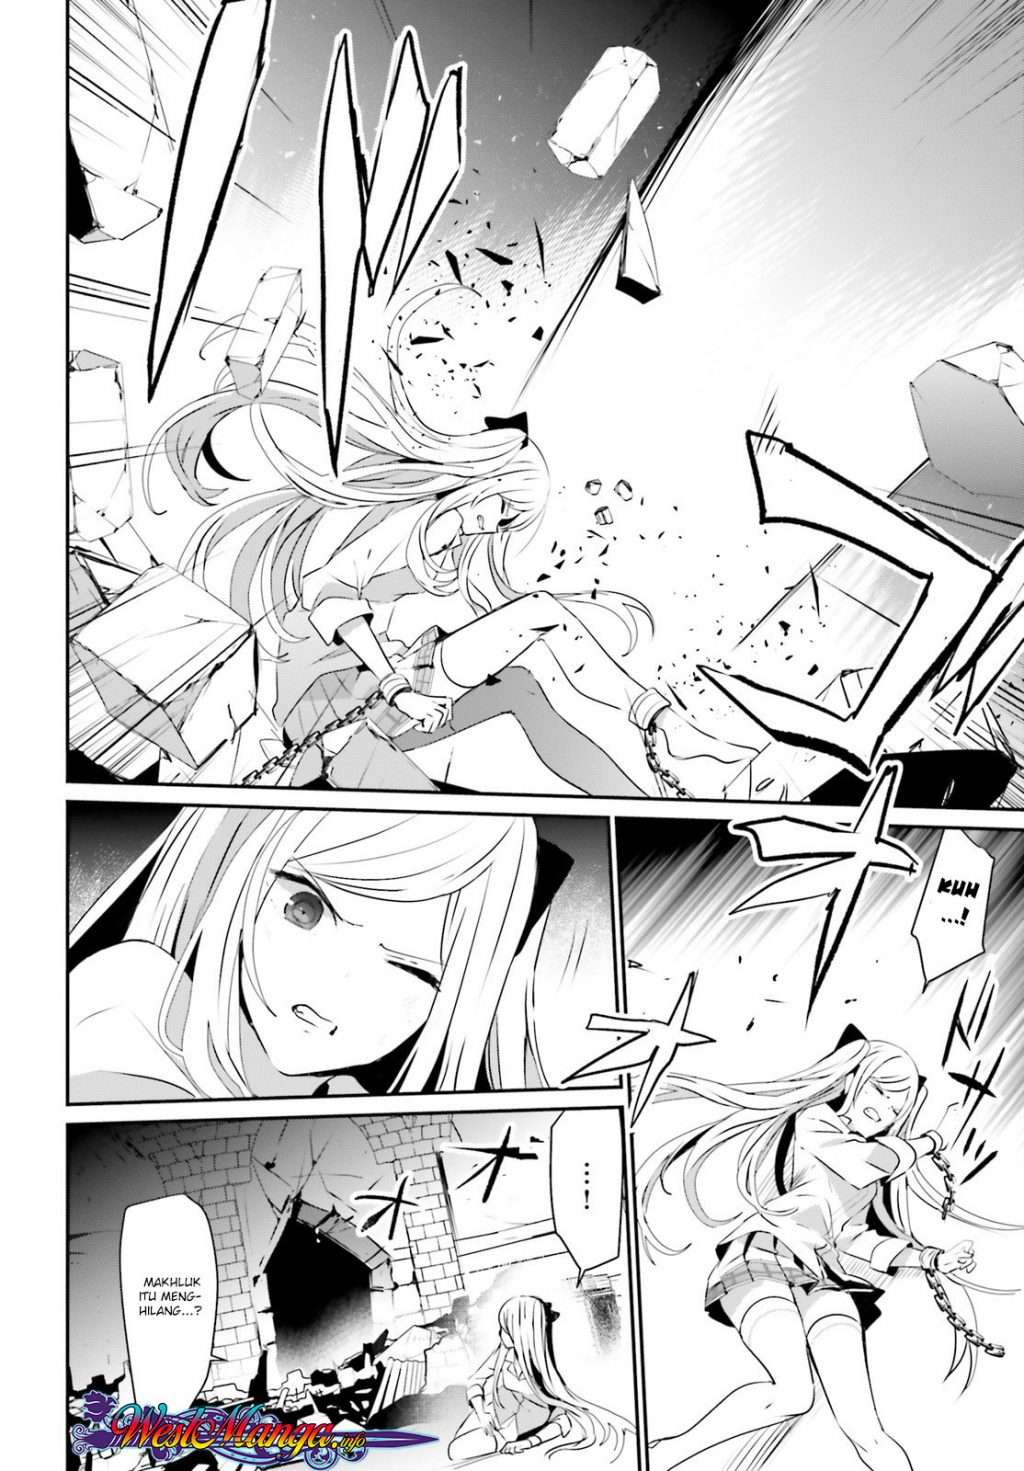 KUH
...!
...!
MAKHLUK
ITU MENG-
HILANG...?
WestManga.info